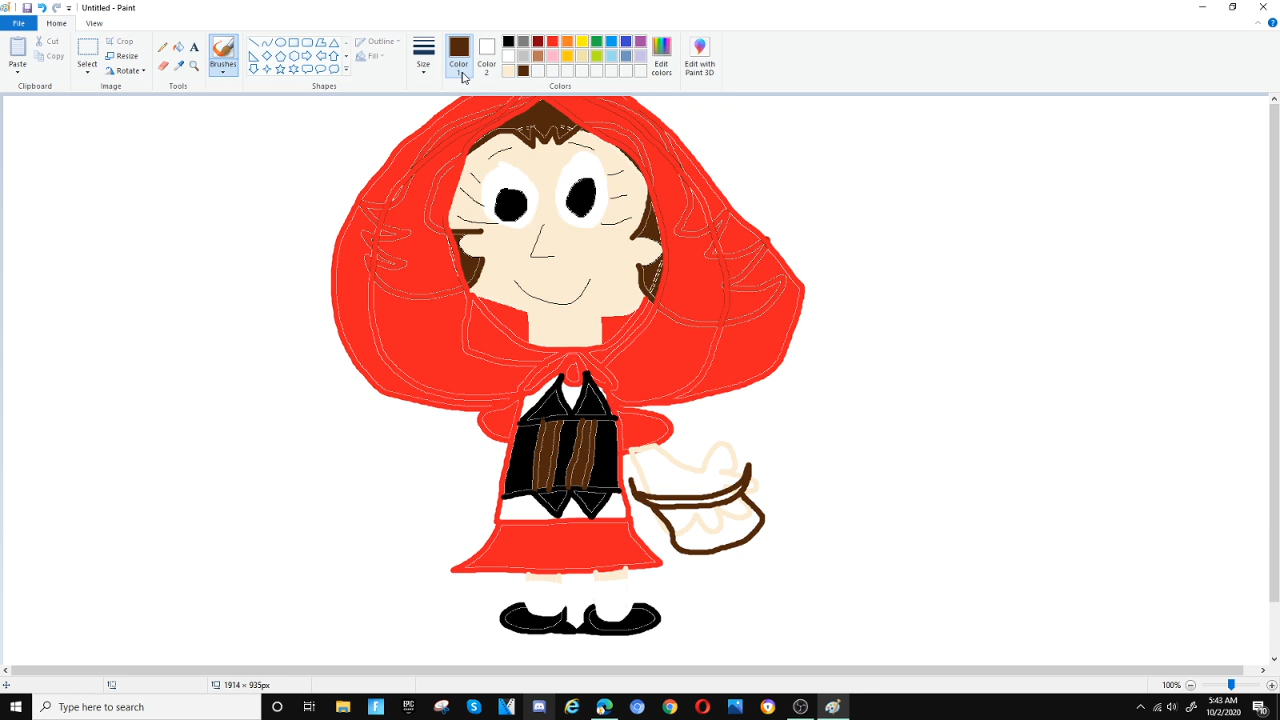 Untitled - Paint
File Home View
Paste
Cut
Copy
Clipboard
Select
Crop
Resize
Rotate
Image
A
Tools
Brushes
Outline
Fill
Shapes
Size
Color
1
Color
2
Edit
colors
Colors
Edit with
Paint 3D
1914 × 935px
100%
Type here to search
EPIC
GAMES
5:43 AM
10/2/2020